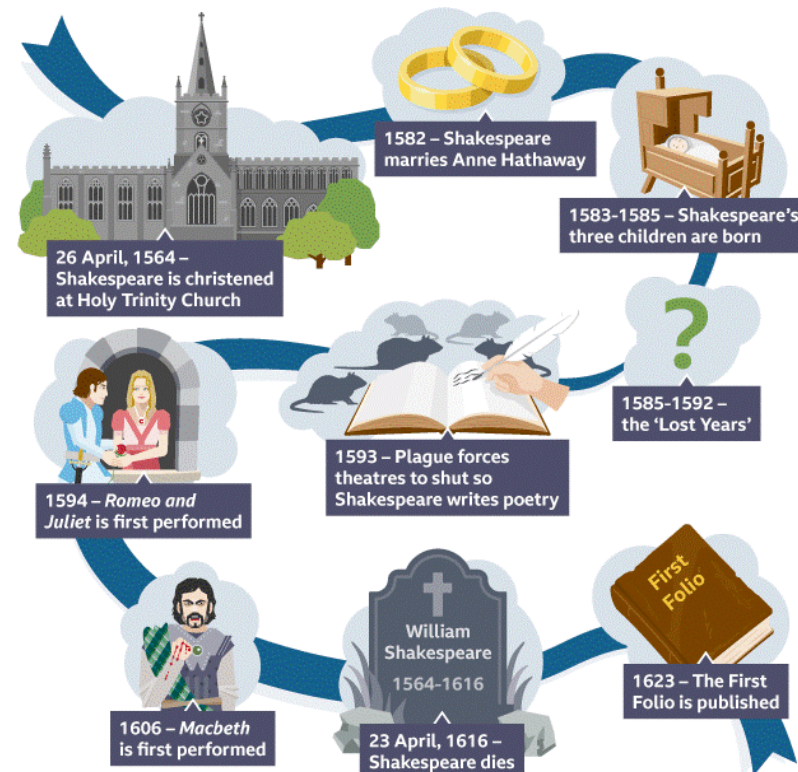 26 April, 1564 –
Shakespeare is christened
at Holy Trinity Church
1582 – Shakespeare
marries Anne Hathaway
1583-1585 – Shakespeare's
three children are born
?
1585-1592 –
the 'Lost Years'
1593 – Plague forces
theatres to shut so
Shakespeare writes poetry
1594 – Romeo and
Juliet is first performed
1606 – Macbeth
is first performed
William
Shakespeare
1564-1616
23 April, 1616 –
Shakespeare dies
First
Folio
1623 – The First
Folio is published